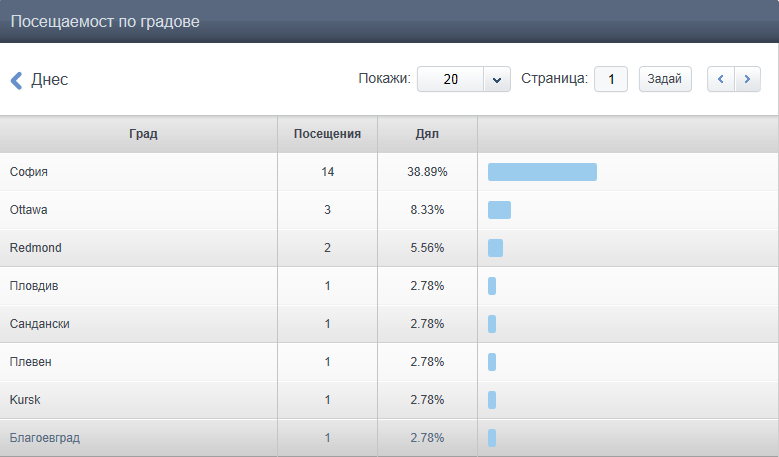 Посещаемост по градове
Днес Покажи: 20 Страница: 1 Задай
Град Посещения Дял
София 14 38.89%
Ottawa 3 8.33%
Redmond 2 5.56%
Пловдив 1 2.78%
Сандански 1 2.78%
Плевен 1 2.78%
Kursk 1 2.78%
Благоевград 1 2.78%